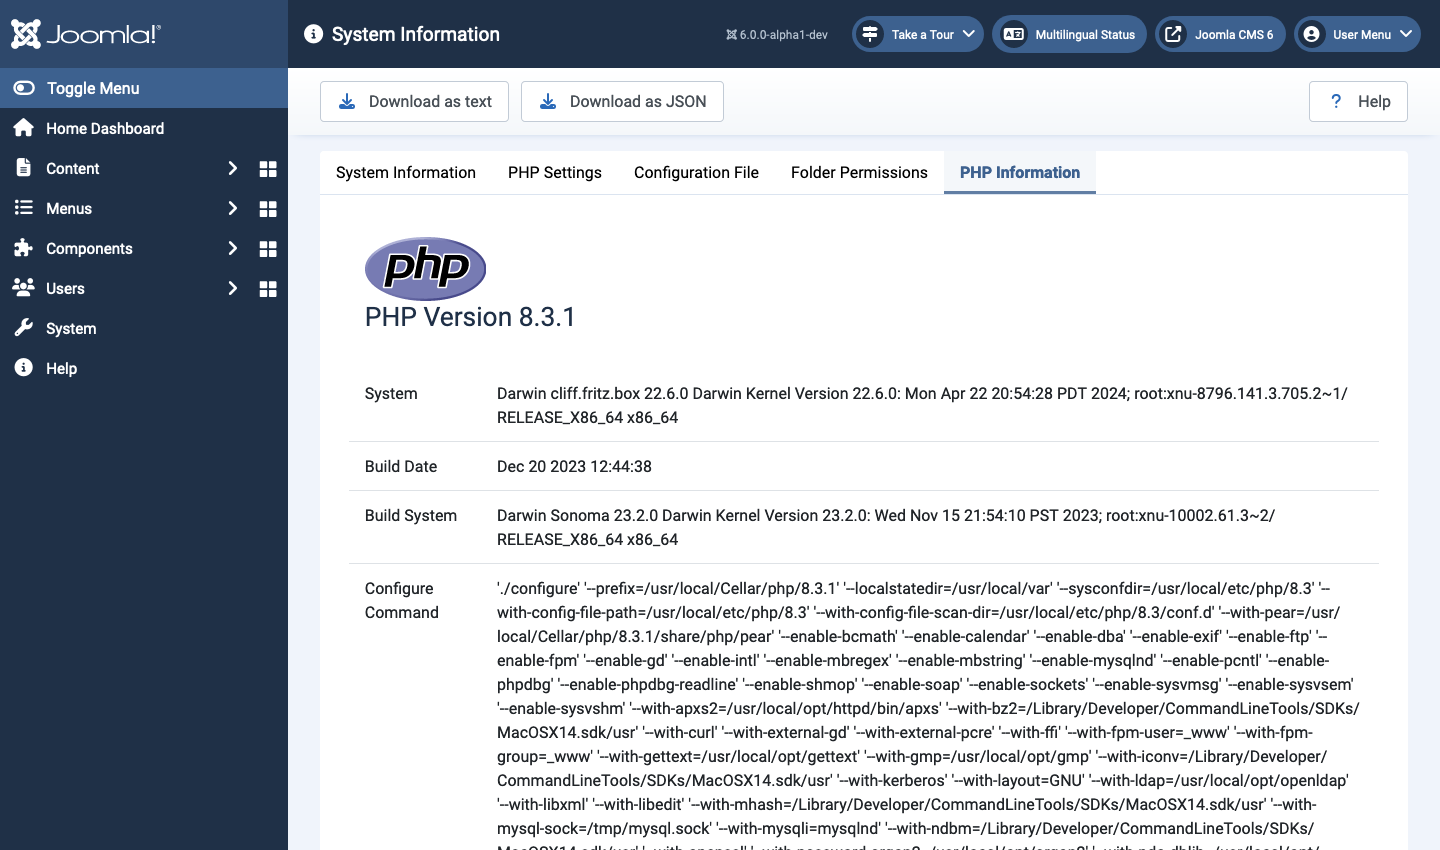 Joomla!®
System Information
6.0.0-alpha1-dev
Take a Tour
Multilingual Status
Joomla CMS 6
User Menu
Toggle Menu
Home Dashboard
Content
Menus
Components
Users
System
Help
Download as text
Download as JSON
? Help
System Information
PHP Settings
Configuration File
Folder Permissions
PHP Information
php
PHP Version 8.3.1
System
Darwin cliff.fritz.box 22.6.0 Darwin Kernel Version 22.6.0: Mon Apr 22 20:54:28 PDT 2024; root:xnu-8796.141.3.705.2~1/
RELEASE_X86_64 x86_64
Build Date
Dec 20 2023 12:44:38
Build System
Darwin Sonoma 23.2.0 Darwin Kernel Version 23.2.0: Wed Nov 15 21:54:10 PST 2023; root:xnu-10002.61.3~2/
RELEASE_X86_64 x86_64
Configure
Command
'./configure' '--prefix=/usr/local/Cellar/php/8.3.1' '--localstatedir=/usr/local/var' '--sysconfdir=/usr/local/etc/php/8.3' '--
with-config-file-path=/usr/local/etc/php/8.3' '--with-config-file-scan-dir=/usr/local/etc/php/8.3/conf.d' '--with-pear=/usr/
local/Cellar/php/8.3.1/share/php/pear' '--enable-bcmath' '--enable-calendar' '--enable-dba' '--enable-exif' '--enable-ftp' '--
enable-fpm' '--enable-gd' '--enable-intl' '--enable-mbregex' '--enable-mbstring' '--enable-mysqlnd' '--enable-pcntl' '--enable-
phpdbg' '--enable-phpdbg-readline' '--enable-shmop' '--enable-soap' '--enable-sockets' '--enable-sysvmsg' '--enable-sysvsem'
'--enable-sysvshm' '--with-apxs2=/usr/local/opt/httpd/bin/apxs' '--with-bz2=/Library/Developer/CommandLineTools/SDKs/
MacOSX14.sdk/usr' '--with-curl' '--with-external-gd' '--with-external-pcre' '--with-ffi' '--with-fpm-user=_www' '--with-fpm-
group=_www' '--with-gettext=/usr/local/opt/gettext' '--with-gmp=/usr/local/opt/gmp' '--with-iconv=/Library/Developer/
CommandLineTools/SDKs/MacOSX14.sdk/usr' '--with-kerberos' '--with-layout=GNU' '--with-ldap=/usr/local/opt/openldap'
'--with-libxml' '--with-libedit' '--with-mhash=/Library/Developer/CommandLineTools/SDKs/MacOSX14.sdk/usr' '--with-
mysql-sock=/tmp/mysql.sock' '--with-mysqli=mysqlnd' '--with-ndbm=/Library/Developer/CommandLineTools/SDKs/